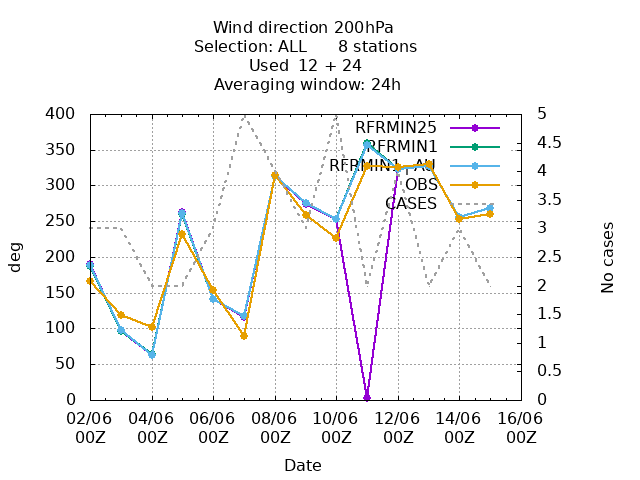 Wind direction 200hPa
Selection: ALL 8 stations
Used 12 + 24
Averaging window: 24h
400
350
300
250
200
150
100
50
0
deg
5
4.5
4
3.5
3
2.5
2
1.5
1
0.5
0
No cases
RFRMIN25
RFRMIN1
RFRMIN1_AU
OBS
CASES
02/06 04/06 06/06 08/06 10/06 12/06 14/06 16/06
00Z 00Z 00Z 00Z 00Z 00Z 00Z 00Z
Date